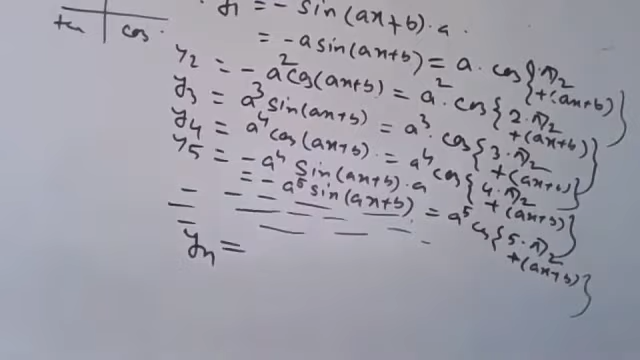 y₁ = - sin(ax+b)·a
tan | cos
= -a sin(ax+b) = a·cos{π/2 +(ax+b)}
y₂ = -a² cos(ax+b) = a²·cos{2·π/2 +(ax+b)}
y₃ = a³ sin(ax+b) = a³·cos{3·π/2 +(ax+b)}
y₄ = a⁴ cos(ax+b) = a⁴ cos{4·π/2 +(ax+b)}
y₅ = -a⁴ sin(ax+b)·a
= -a⁵ sin(ax+b) = a⁵ cos{5·π/2 +(ax+b)}
yₙ =